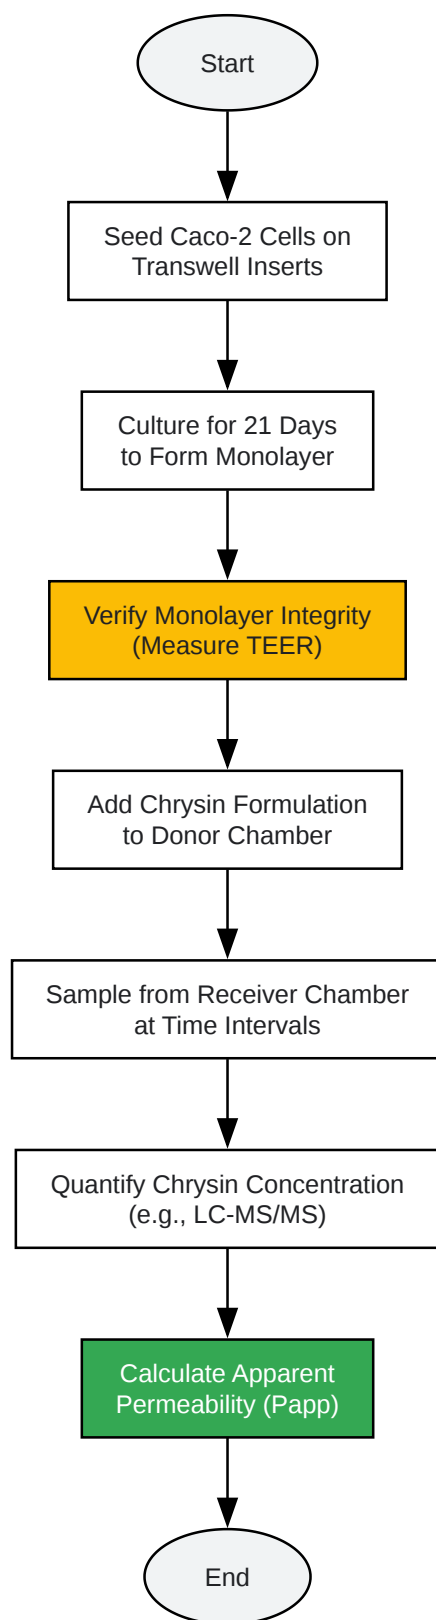 Start
Seed Caco-2 Cells on
Transwell Inserts
Culture for 21 Days
to Form Monolayer
Verify Monolayer Integrity
(Measure TEER)
Add Chrysin Formulation
to Donor Chamber
Sample from Receiver Chamber
at Time Intervals
Quantify Chrysin Concentration
(e.g., LC-MS/MS)
Calculate Apparent
Permeability (Papp)
End